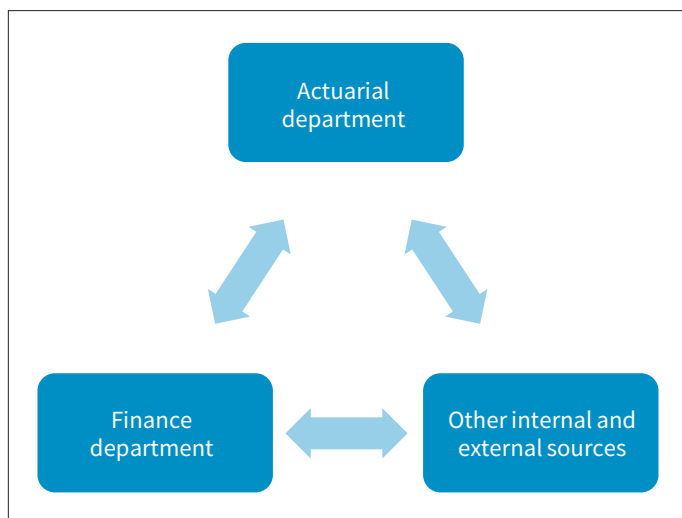 Actuarial
department
Finance
department
Other internal and
external sources